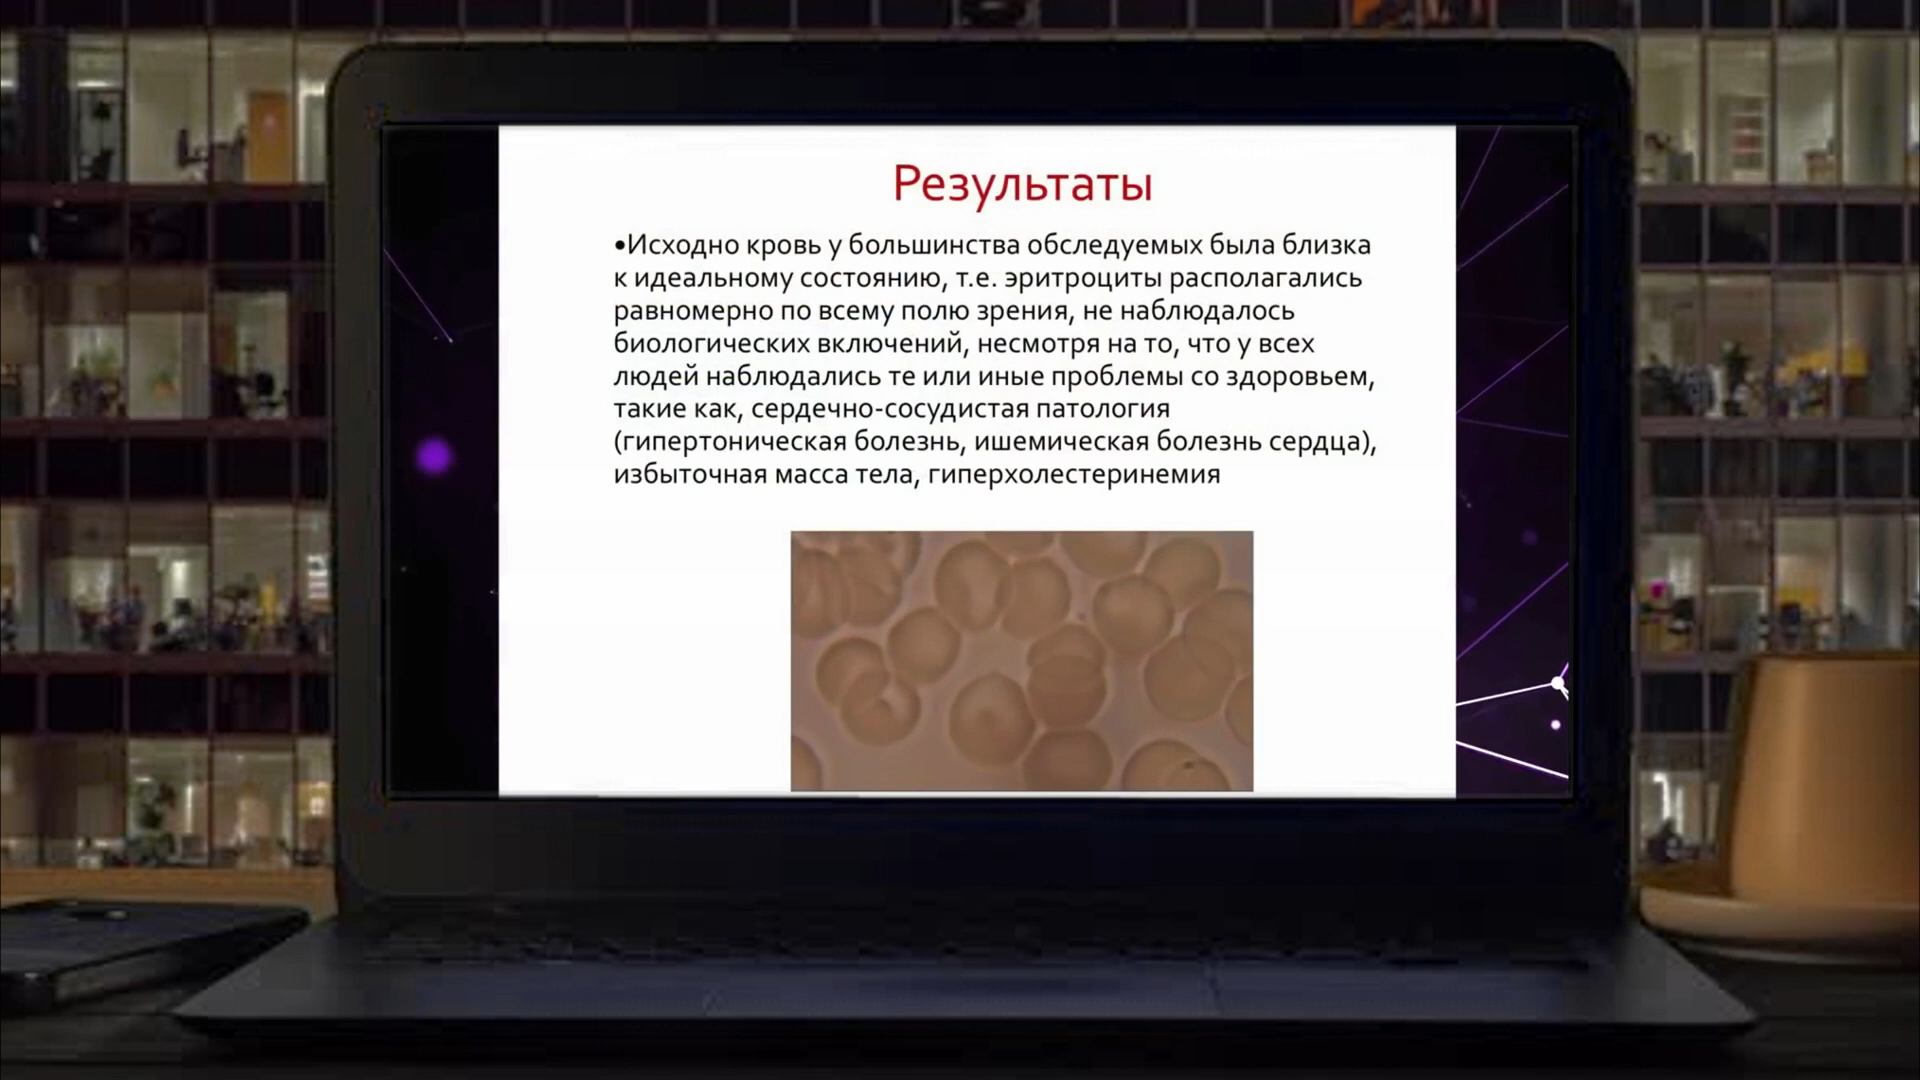 Результаты
•Исходно кровь у большинства обследуемых была близка
к идеальному состоянию, т.е. эритроциты располагались
равномерно по всему полю зрения, не наблюдалось
биологических включений, несмотря на то, что у всех
людей наблюдались те или иные проблемы со здоровьем,
такие как, сердечно-сосудистая патология
(гипертоническая болезнь, ишемическая болезнь сердца),
избыточная масса тела, гиперхолестеринемия